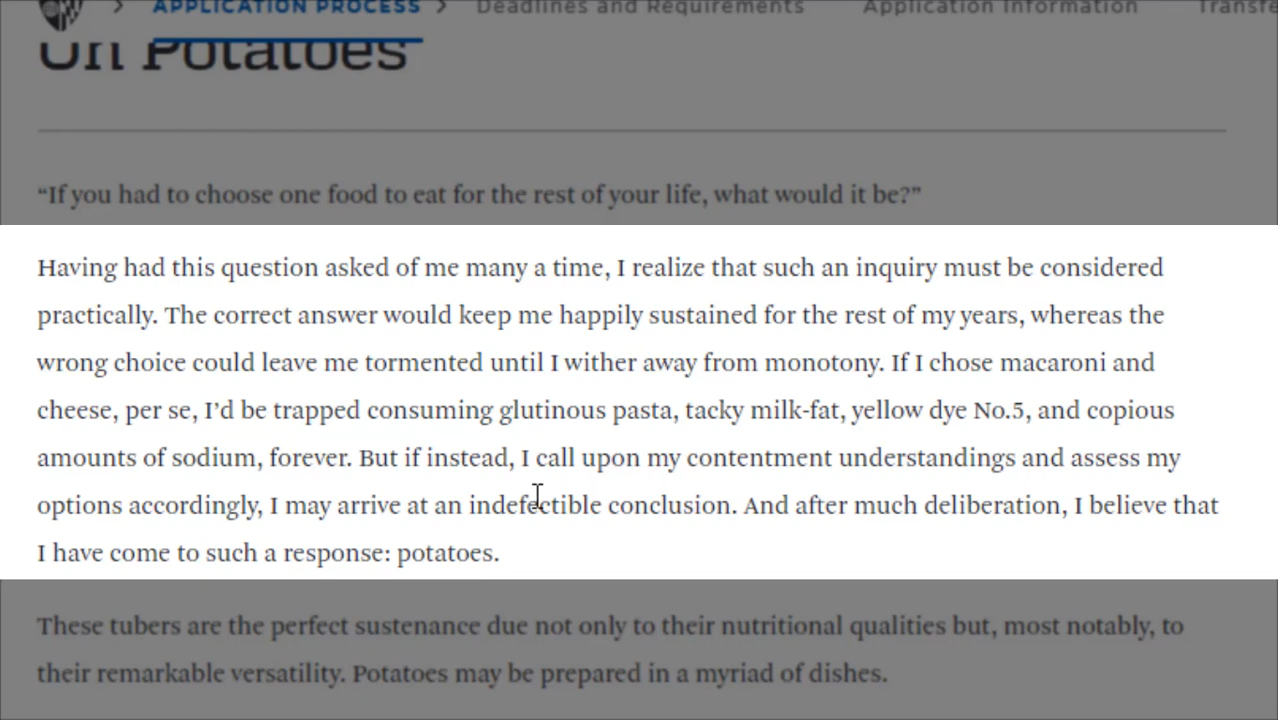 APPLICATION PROCESS Deadlines and Requirements Application Information Transfe
On Potatoes
“If you had to choose one food to eat for the rest of your life, what would it be?”
Having had this question asked of me many a time, I realize that such an inquiry must be considered
practically. The correct answer would keep me happily sustained for the rest of my years, whereas the
wrong choice could leave me tormented until I wither away from monotony. If I chose macaroni and
cheese, per se, I’d be trapped consuming glutinous pasta, tacky milk-fat, yellow dye No.5, and copious
amounts of sodium, forever. But if instead, I call upon my contentment understandings and assess my
options accordingly, I may arrive at an indefectible conclusion. And after much deliberation, I believe that
I have come to such a response: potatoes.
These tubers are the perfect sustenance due not only to their nutritional qualities but, most notably, to
their remarkable versatility. Potatoes may be prepared in a myriad of dishes.